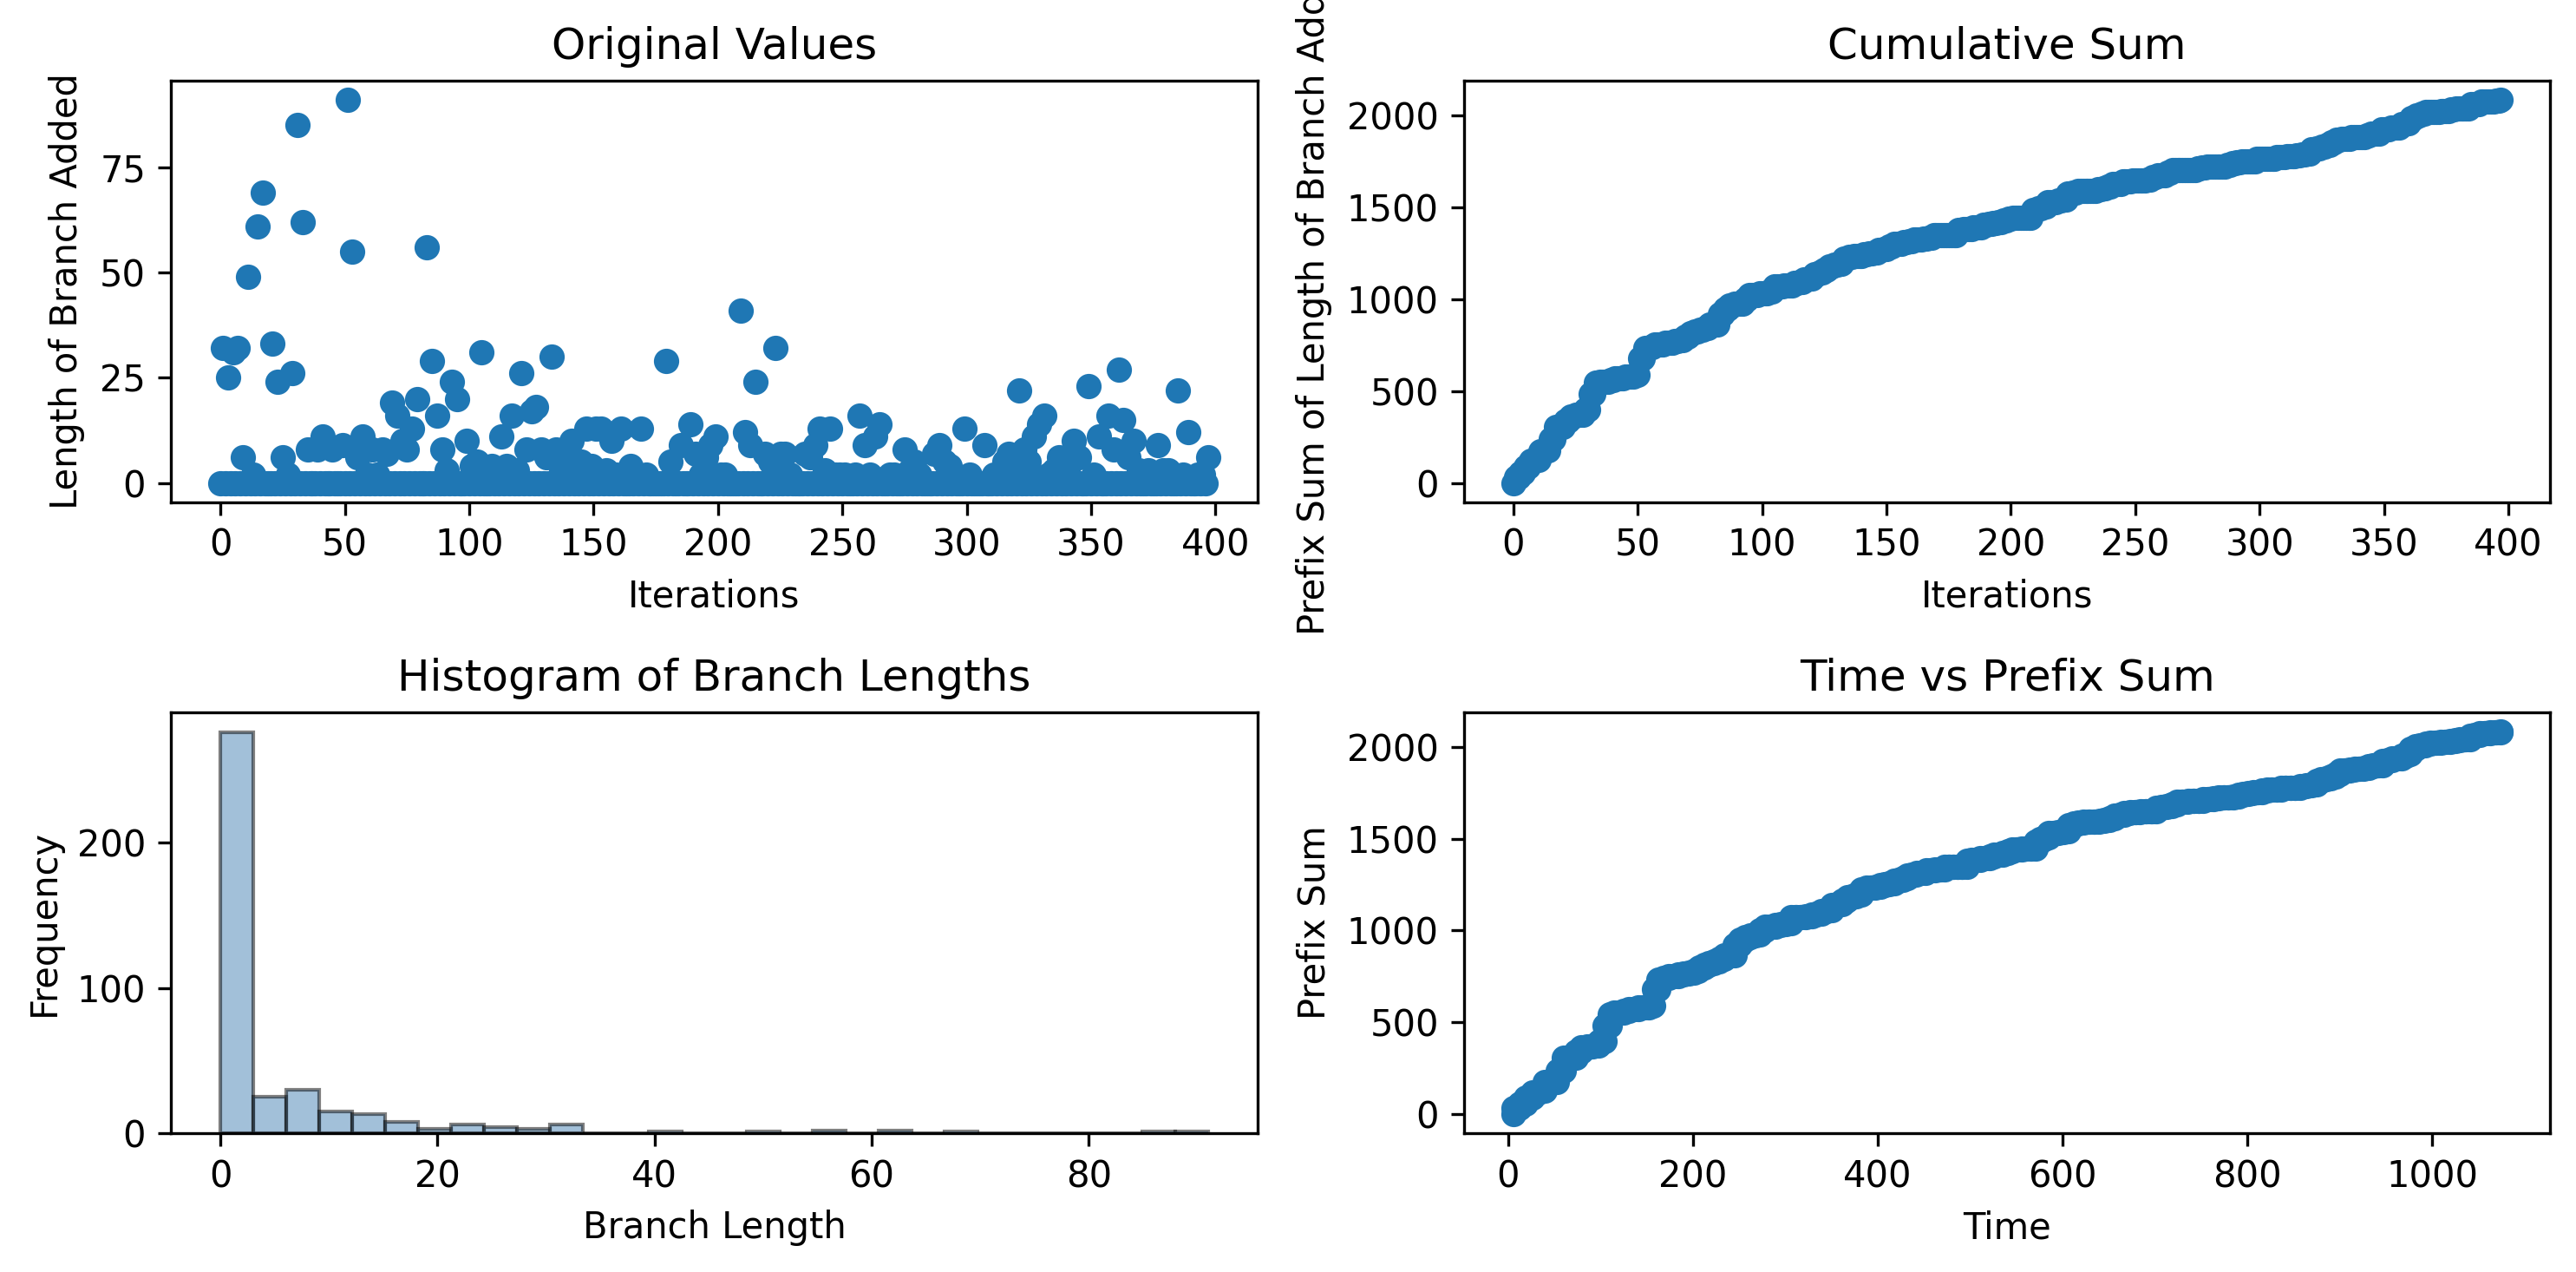 Original Values
Length of Branch Added
75
50
25
0
0 50 100 150 200 250 300 350 400
Iterations
Cumulative Sum
Prefix Sum of Length of Branch
2000
1500
1000
500
0
0 50 100 150 200 250 300 350 400
Iterations
Histogram of Branch Lengths
Frequency
200
100
0
0 20 40 60 80
Branch Length
Time vs Prefix Sum
Prefix Sum
2000
1500
1000
500
0
0 200 400 600 800 1000
Time